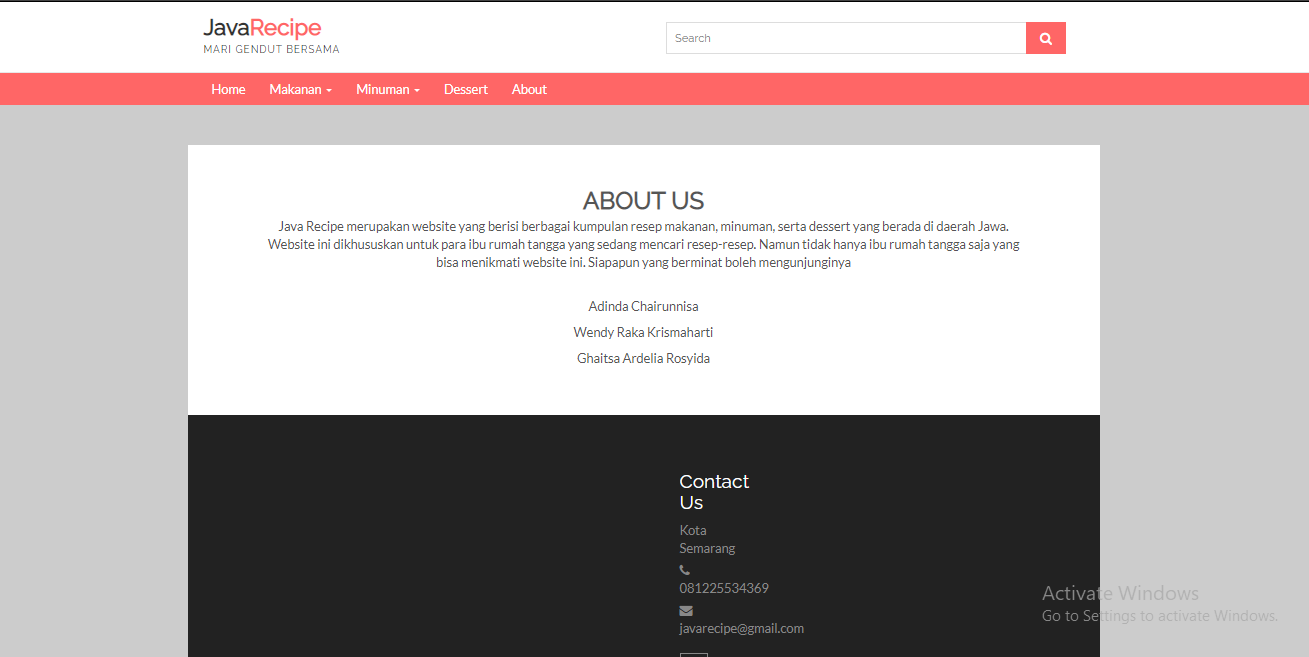 JavaRecipe
MARI GENDUT BERSAMA
Search
Home Makanan Minuman Dessert About
ABOUT US
Java Recipe merupakan website yang berisi berbagai kumpulan resep makanan, minuman, serta dessert yang berada di daerah Jawa.
Website ini dikhususkan untuk para ibu rumah tangga yang sedang mencari resep-resep. Namun tidak hanya ibu rumah tangga saja yang
bisa menikmati website ini. Siapapun yang berminat boleh mengunjunginya
Adinda Chairunnisa
Wendy Raka Krismaharti
Ghaitsa Ardelia Rosyida
Contact
Us
Kota
Semarang
081225534369
javarecipe@gmail.com
Activate Windows
Go to Settings to activate Windows.